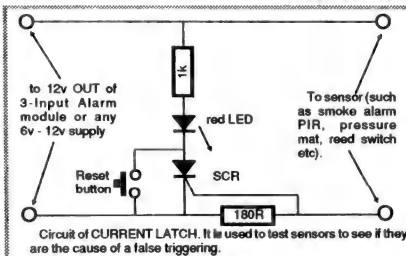 1k
to 12v OUT of
3-Input Alarm
module or any
6v - 12v supply
red LED
To sensor (such
as smoke alarm
PIR, pressure
mat, reed switch
etc).
Reset
button
SCR
180R
Circuit of CURRENT LATCH. It is used to test sensors to see if they
are the cause of a false triggering.